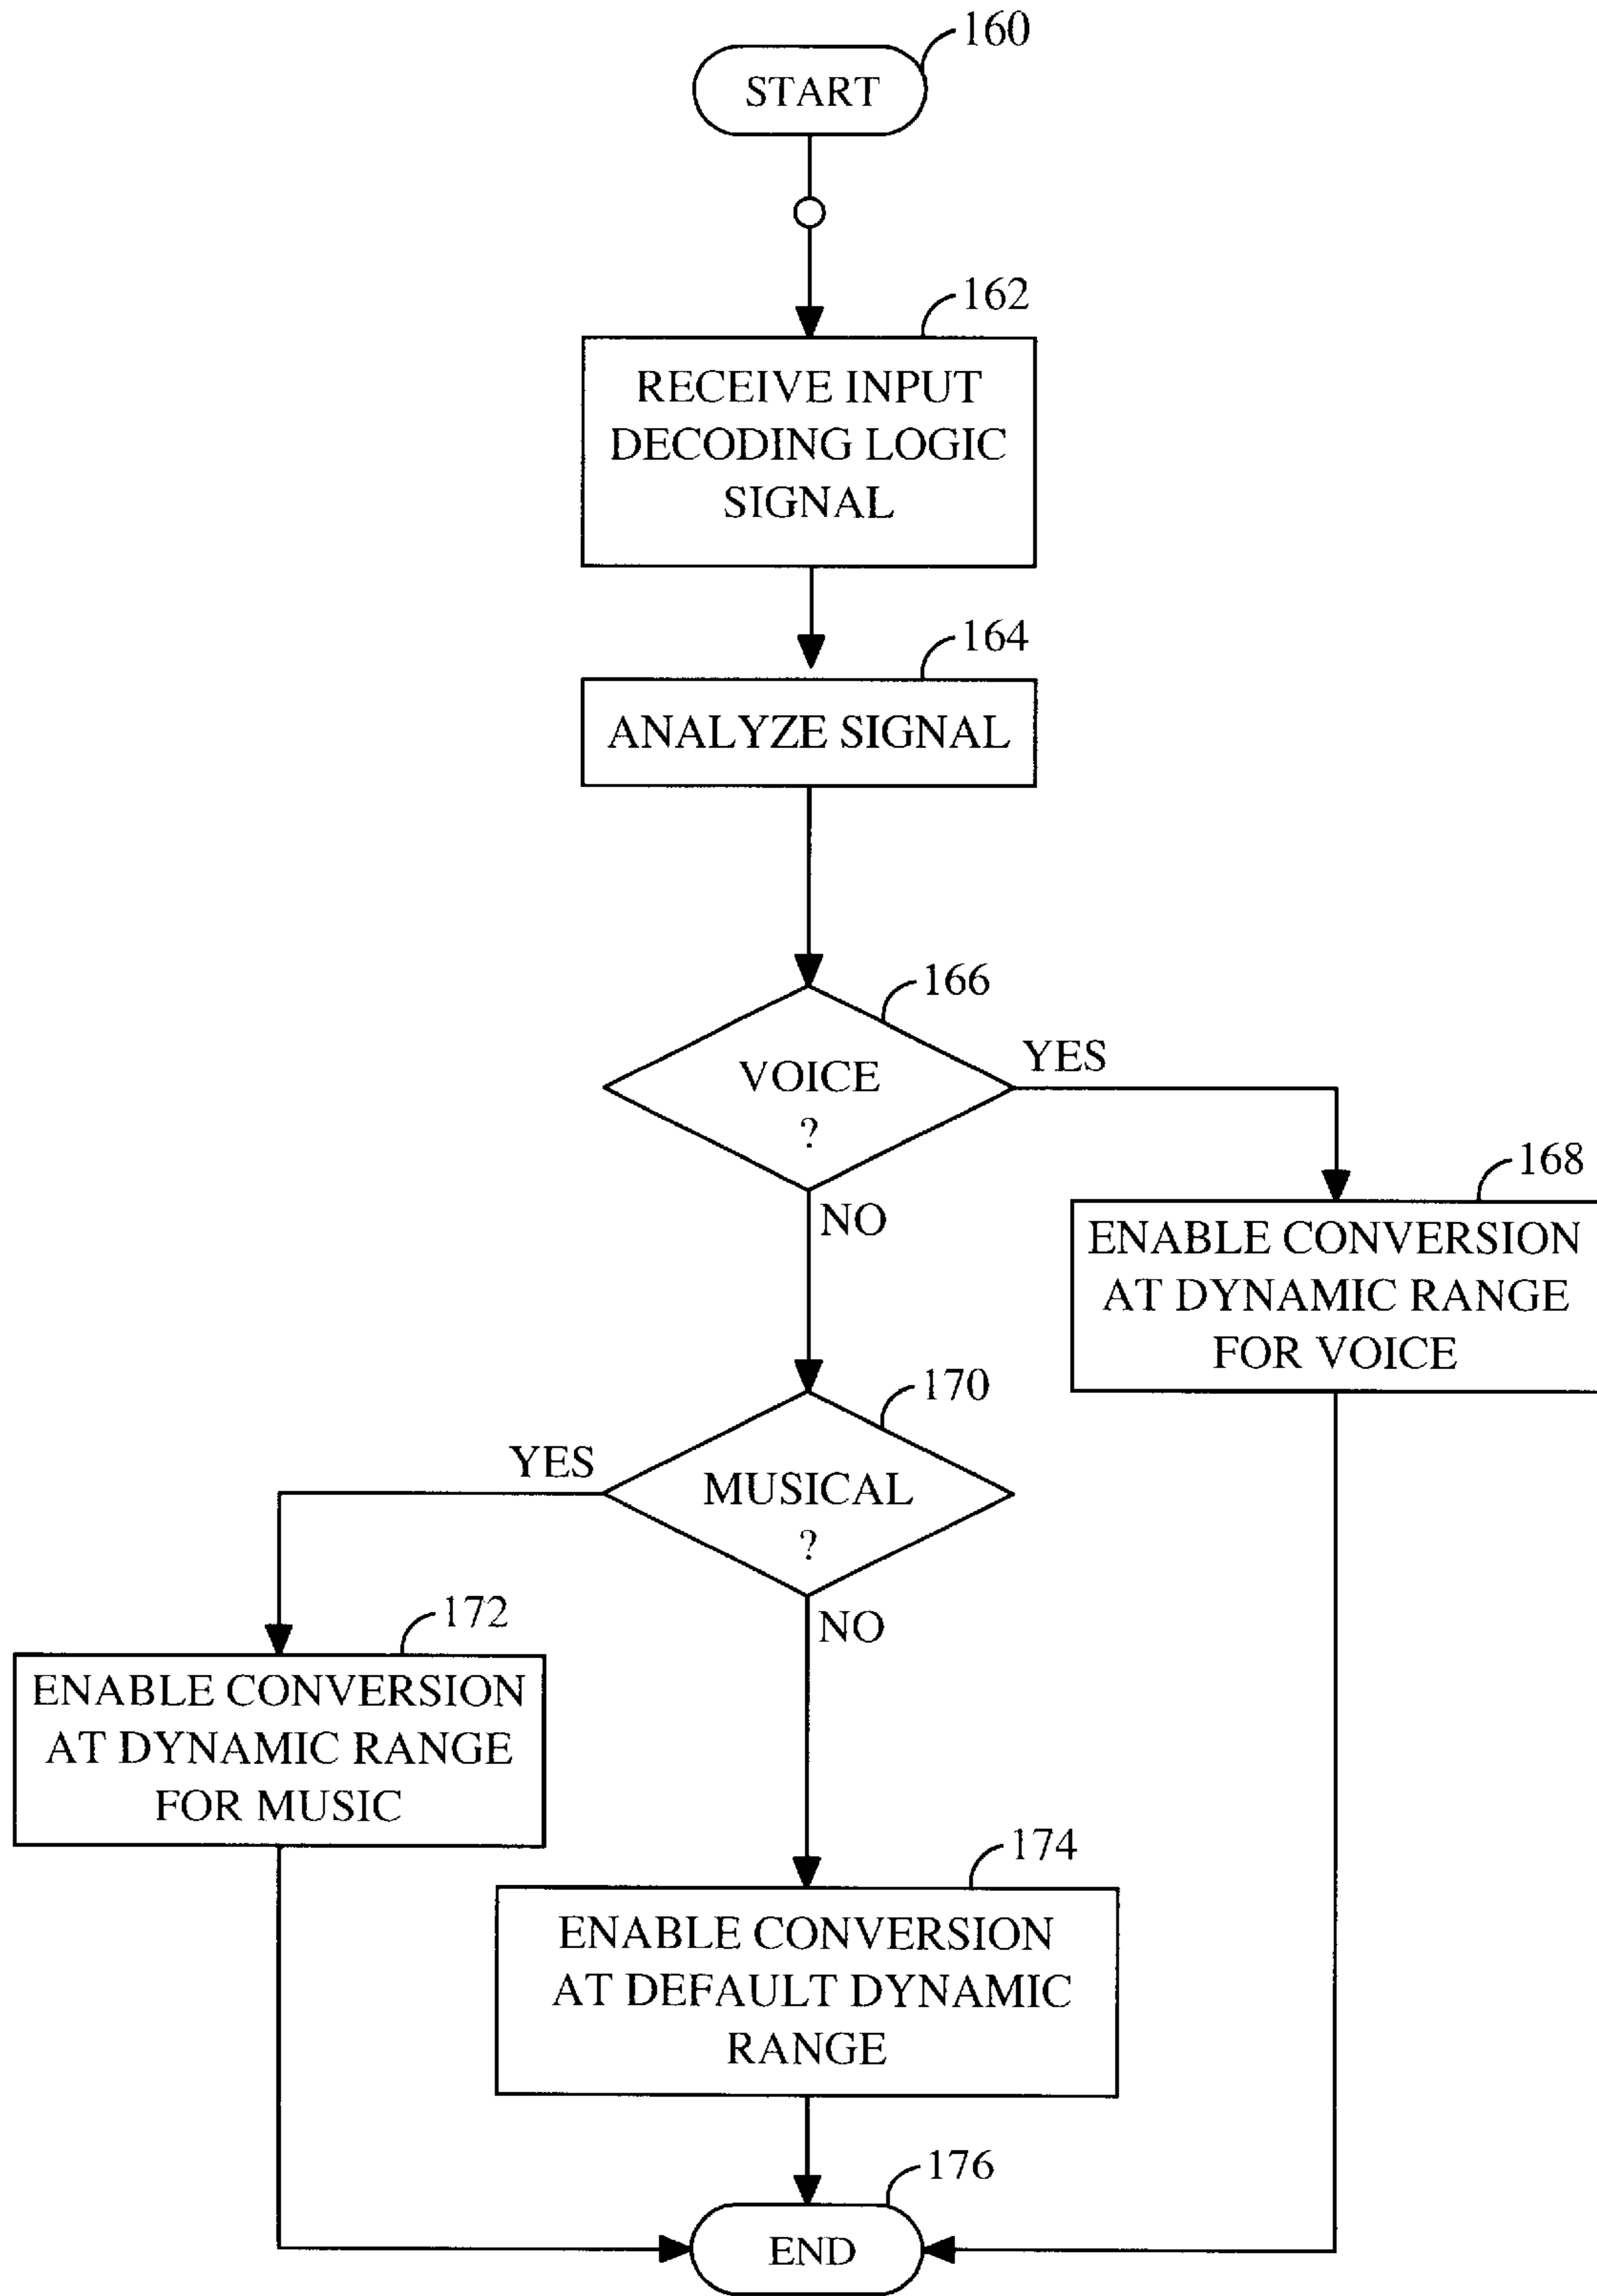 160
START
162
RECEIVE INPUT
DECODING LOGIC
SIGNAL
164
ANALYZE SIGNAL
166
VOICE
?
YES
NO
168
ENABLE CONVERSION
AT DYNAMIC RANGE
FOR VOICE
170
MUSICAL
?
YES
NO
172
ENABLE CONVERSION
AT DYNAMIC RANGE
FOR MUSIC
174
ENABLE CONVERSION
AT DEFAULT DYNAMIC
RANGE
176
END